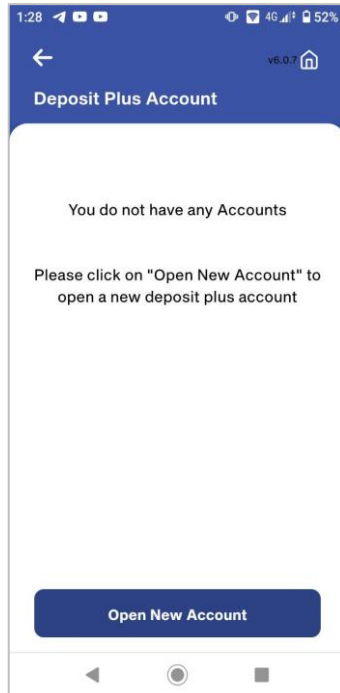 1:28 4G 52%
v6.0.7
Deposit Plus Account
You do not have any Accounts
Please click on "Open New Account" to
open a new deposit plus account
Open New Account